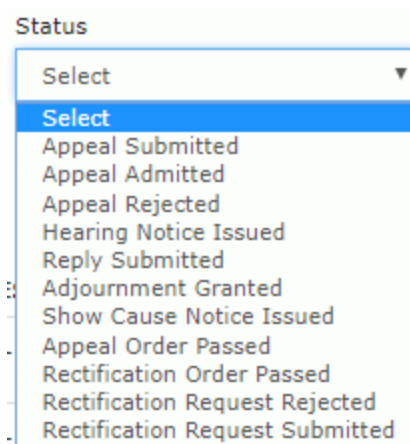 Status
Select
Select
Appeal Submitted
Appeal Admitted
Appeal Rejected
Hearing Notice Issued
Reply Submitted
Adjournment Granted
Show Cause Notice Issued
Appeal Order Passed
Rectification Order Passed
Rectification Request Rejected
Rectification Request Submitted